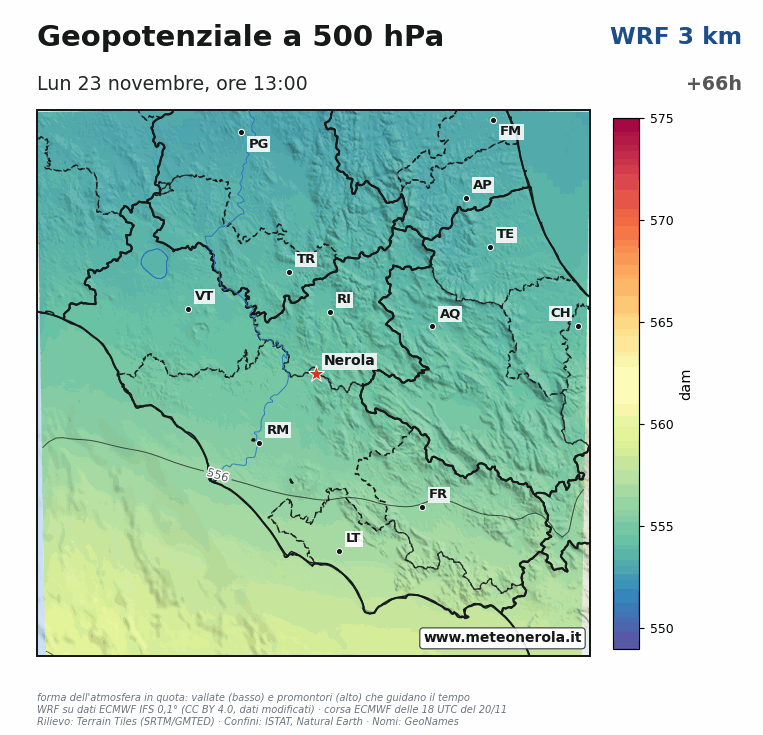 Geopotenziale a 500 hPa
WRF 3 km
Lun 23 novembre, ore 13:00
+66h
FM
PG
AP
TE
TR
VT
RI
AQ
CH
Nerola
RM
556
FR
LT
www.meteonerola.it
575
570
565
560
555
550
dam
forma dell'atmosfera in quota: vallate (basso) e promontori (alto) che guidano il tempo
WRF su dati ECMWF IFS 0,1° (CC BY 4.0, dati modificati) · corsa ECMWF delle 18 UTC del 20/11
Rilievo: Terrain Tiles (SRTM/GMTED) · Confini: ISTAT, Natural Earth · Nomi: GeoNames